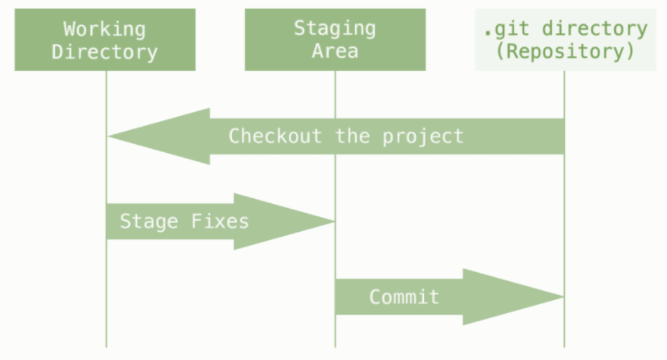 Working
Directory
Staging
Area
.git directory
(Repository)
Checkout the project
Stage Fixes
Commit